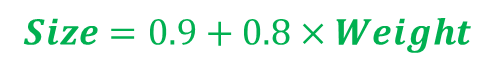 Size = 0.9 + 0.8 × Weight